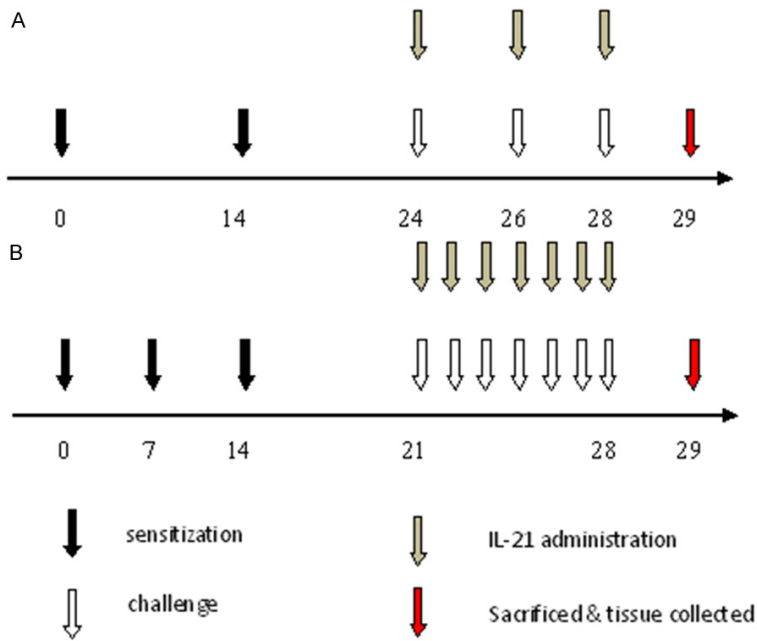 A
0 14 24 26 28 29
B
0 7 14 21 28 29
sensitization IL-21 administration
challenge Sacrificed & tissue collected